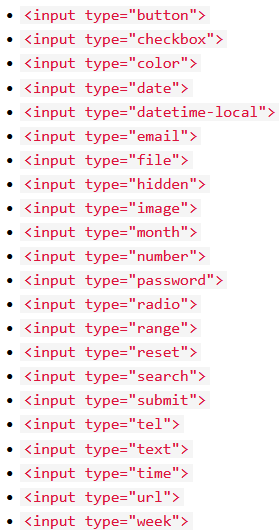 <input type="button">
<input type="checkbox">
<input type="color">
<input type="date">
<input type="datetime-local">
<input type="email">
<input type="file">
<input type="hidden">
<input type="image">
<input type="month">
<input type="number">
<input type="password">
<input type="radio">
<input type="range">
<input type="reset">
<input type="search">
<input type="submit">
<input type="tel">
<input type="text">
<input type="time">
<input type="url">
<input type="week">